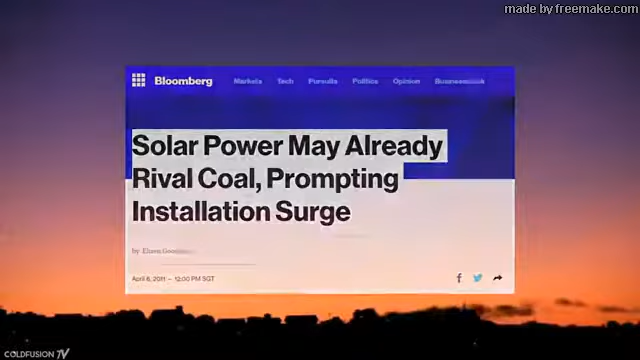 made by freemake.com
Bloomberg Markets Tech Pursuits Politics Opinion Businessweek
Solar Power May Already
Rival Coal, Prompting
Installation Surge
by
April 6, 2011 — 12:00 PM SGT
COLDFUSION TV